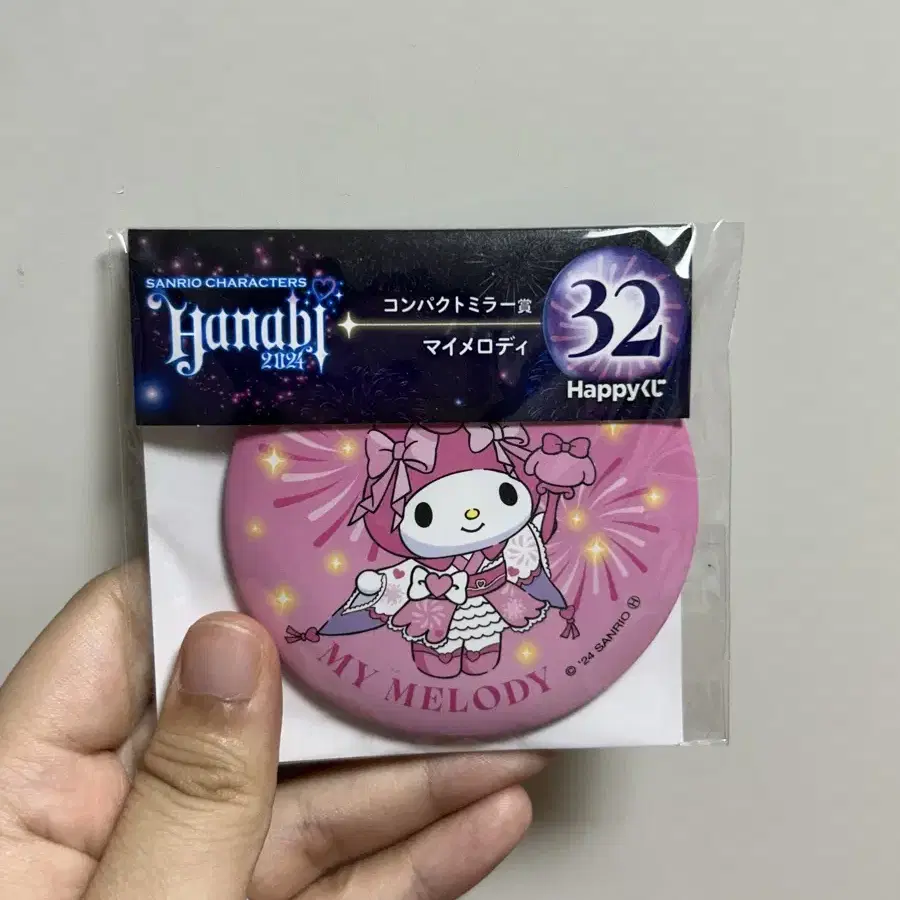 SANRIO CHARACTERS
Hanabi
2024
コンパクトミラー賞
マイメロディ
32
Happyくじ
MY MELODY
© '24 SANRIO Ⓗ